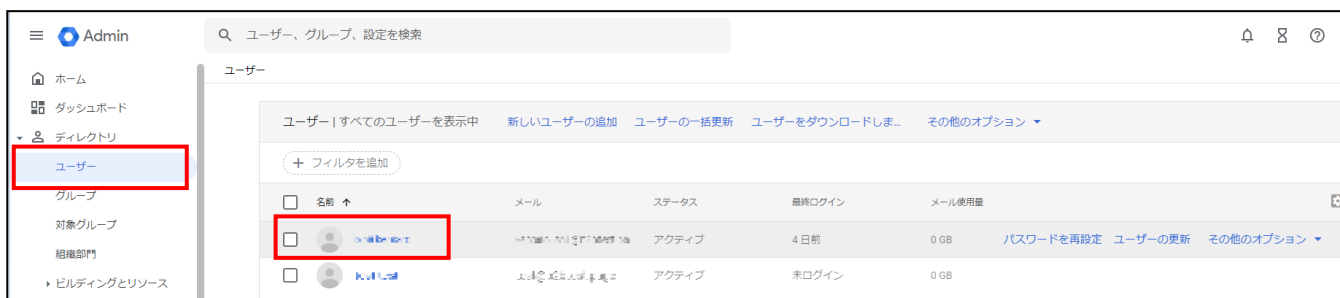 Admin
ユーザー、グループ、設定を検索
ホーム
ダッシュボード
ディレクトリ
ユーザー
グループ
対象グループ
組織部門
ビルディングとリソース
ユーザー
ユーザー | すべてのユーザーを表示中 新しいユーザーの追加 ユーザーの一括更新 ユーザーをダウンロードしま... その他のオプション
フィルタを追加
名前 メール ステータス 最終ログイン メール使用量
アクティブ 4 日前 0 GB パスワードを再設定 ユーザーの更新 その他のオプション
アクティブ 未ログイン 0 GB